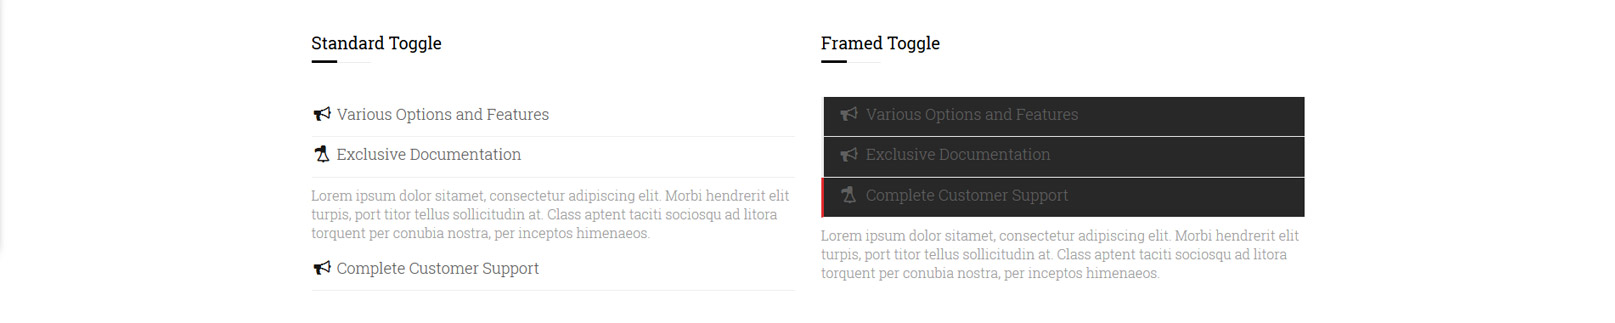 Standard Toggle
Various Options and Features
Exclusive Documentation
Lorem ipsum dolor sitamet, consectetur adipiscing elit. Morbi hendrerit elit
turpis, port titor tellus sollicitudin at. Class aptent taciti sociosqu ad litora
torquent per conubia nostra, per inceptos himenaeos.
Complete Customer Support
Framed Toggle
Various Options and Features
Exclusive Documentation
Complete Customer Support
Lorem ipsum dolor sitamet, consectetur adipiscing elit. Morbi hendrerit elit
turpis, port titor tellus sollicitudin at. Class aptent taciti sociosqu ad litora
torquent per conubia nostra, per inceptos himenaeos.